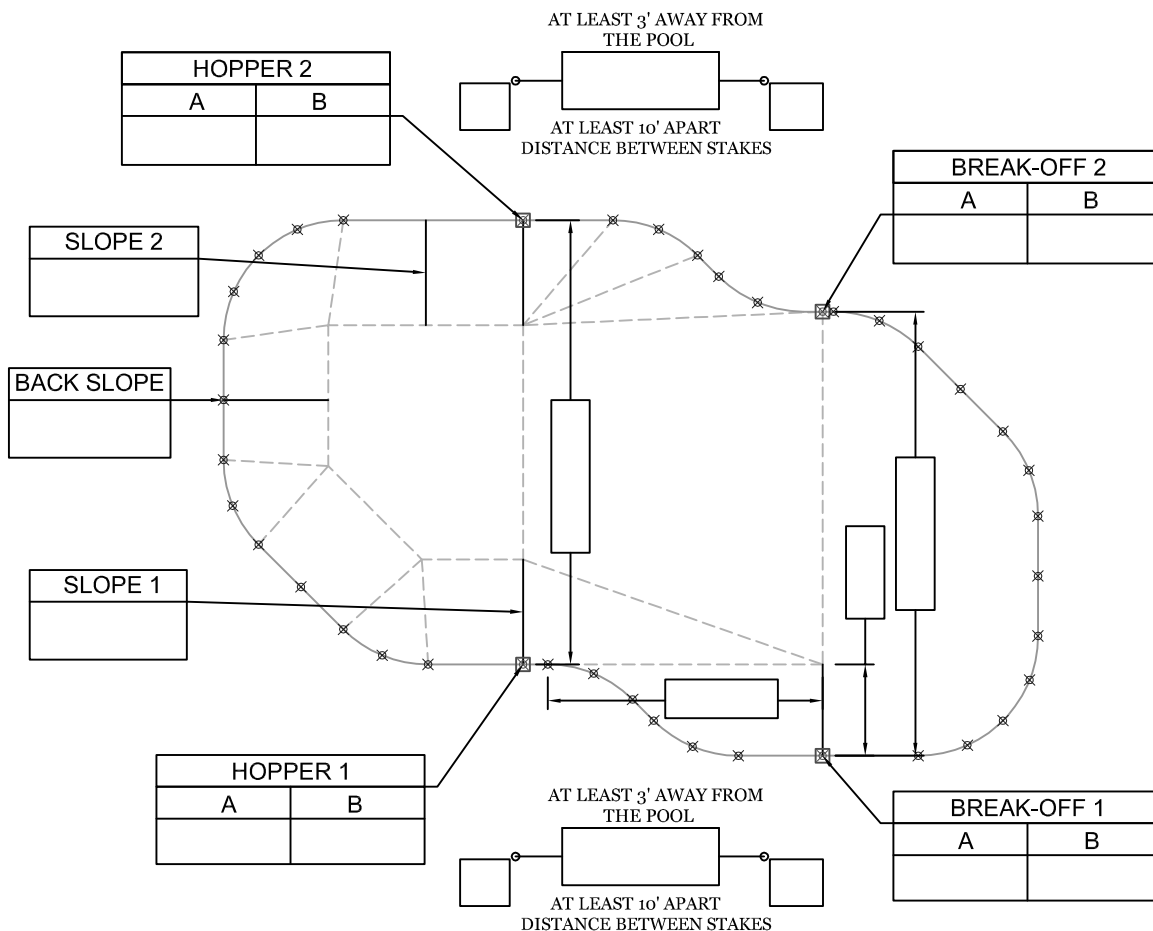 AT LEAST 3' AWAY FROM
THE POOL
HOPPER 2
A B
AT LEAST 10' APART
DISTANCE BETWEEN STAKES
BREAK-OFF 2
A B
SLOPE 2
BACK SLOPE
SLOPE 1
HOPPER 1
A B
AT LEAST 3' AWAY FROM
THE POOL
BREAK-OFF 1
A B
AT LEAST 10' APART
DISTANCE BETWEEN STAKES